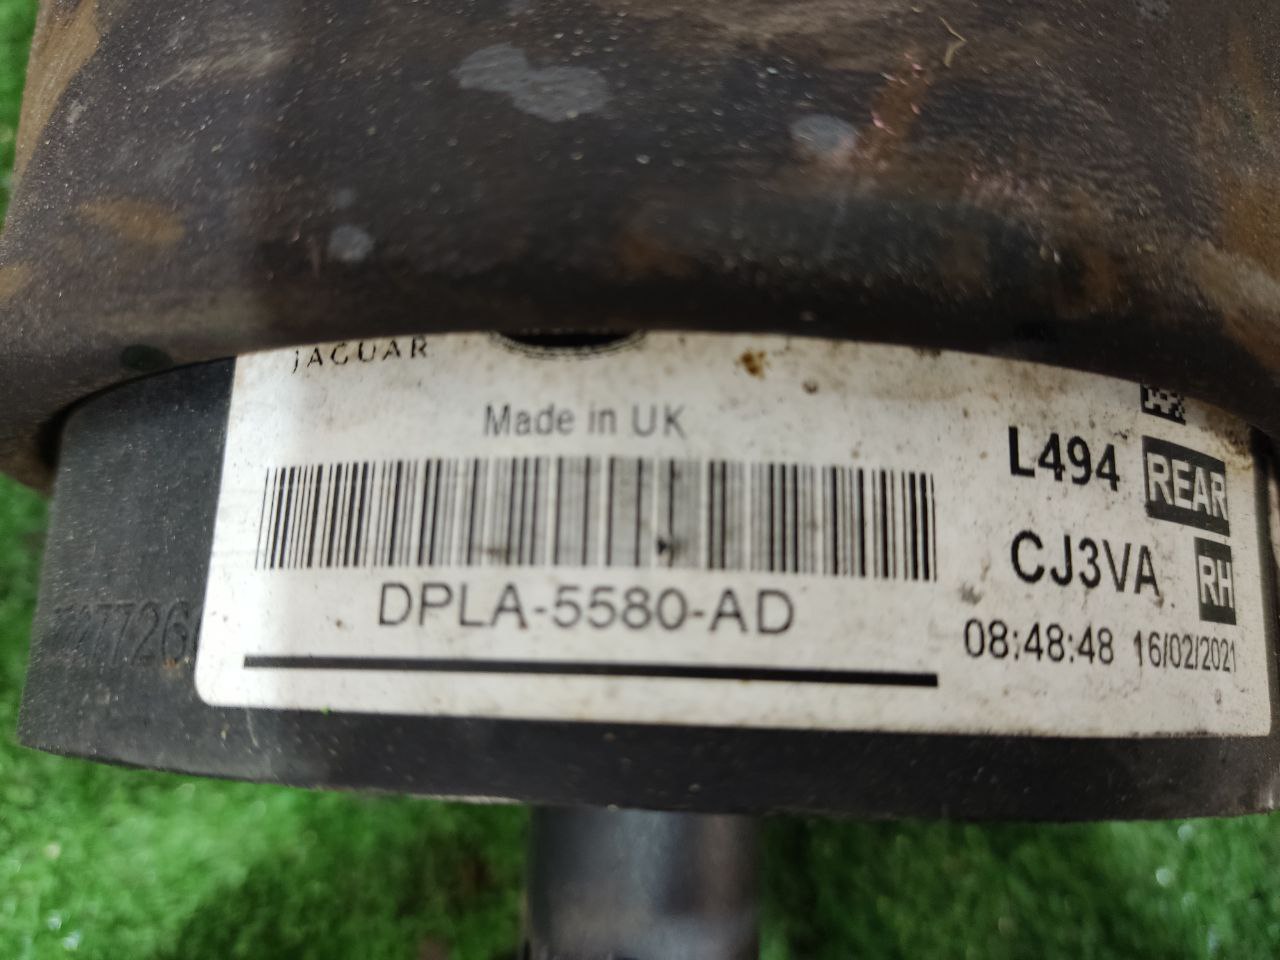 JAGUAR
Made in UK
L494 REAR
CJ3VA RH
DPLA-5580-AD
08:48:48 16/02/2021